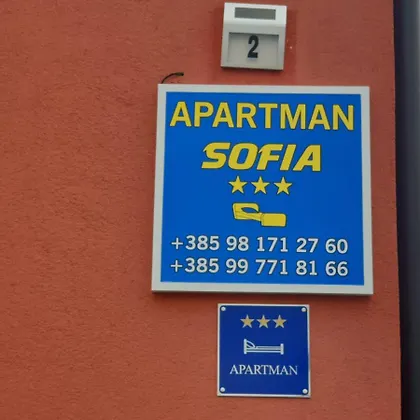 2
APARTMAN
SOFIA
+385 98 171 27 60
+385 99 771 81 66
APARTMAN